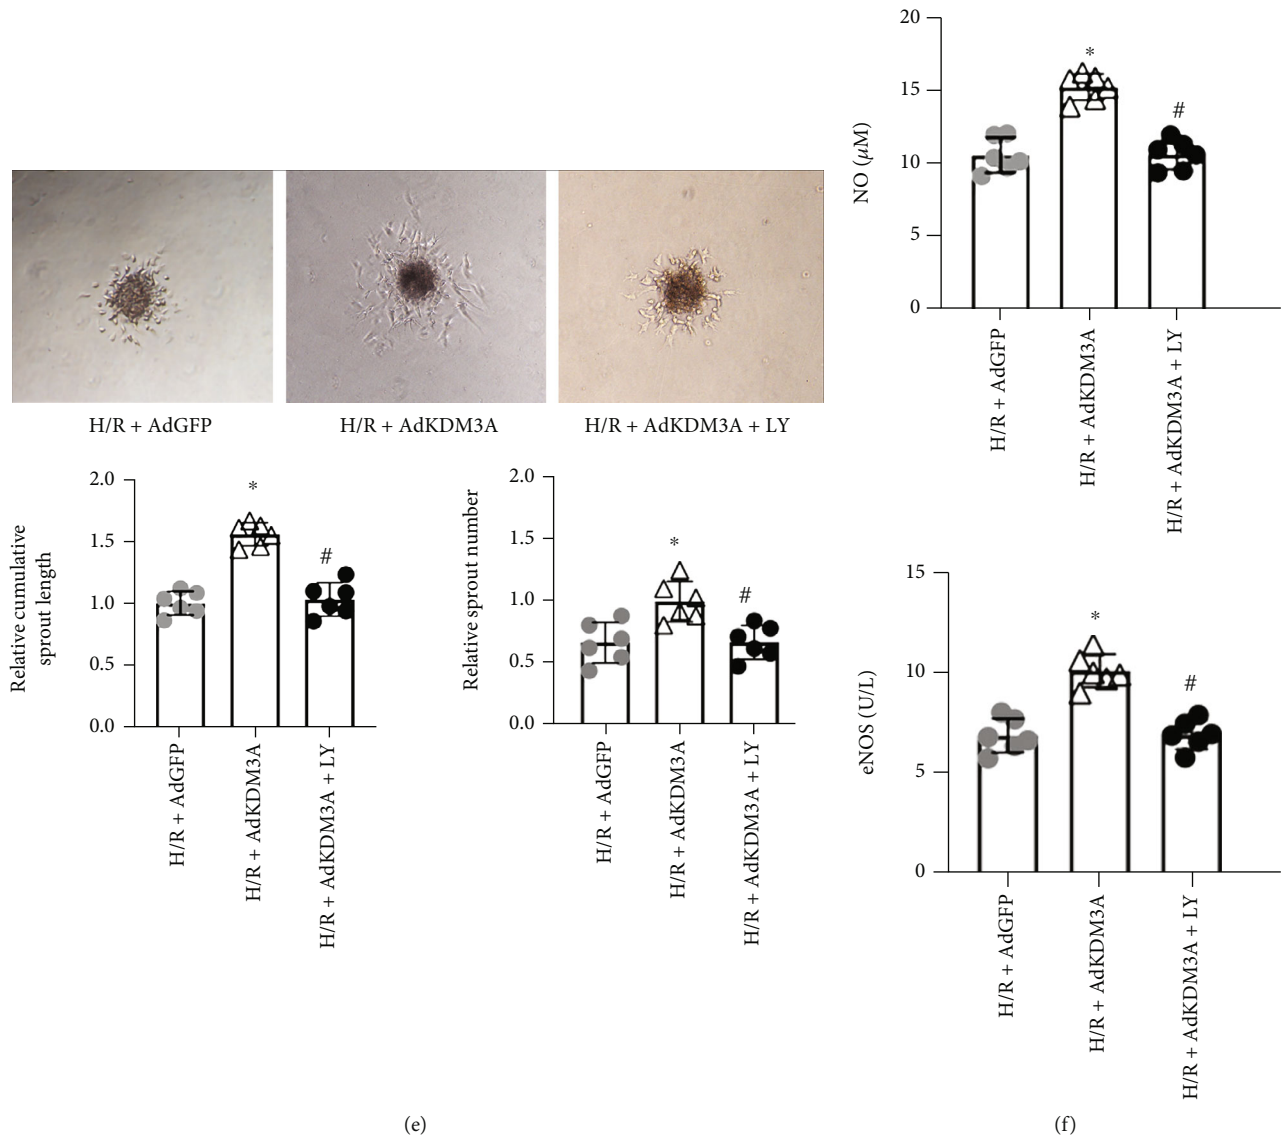 H/R + AdGFP
H/R + AdKDM3A
H/R + AdKDM3A + LY
Relative cumulative
sprout length
2.0
1.5
1.0
0.5
0.0
*
#
H/R + AdGFP
H/R + AdKDM3A
H/R + AdKDM3A + LY
Relative sprout number
2.0
1.5
1.0
0.5
0.0
*
#
H/R + AdGFP
H/R + AdKDM3A
H/R + AdKDM3A + LY
(e)
NO (μM)
20
15
10
5
0
*
#
H/R + AdGFP
H/R + AdKDM3A
H/R + AdKDM3A + LY
eNOS (U/L)
15
10
5
0
*
#
H/R + AdGFP
H/R + AdKDM3A
H/R + AdKDM3A + LY
(f)